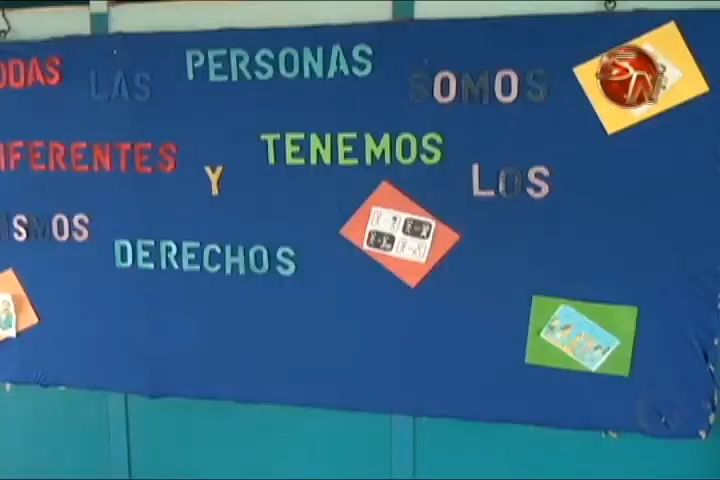 ODAS LAS PERSONAS SOMOS
IFERENTES Y TENEMOS LOS
ISMOS DERECHOS